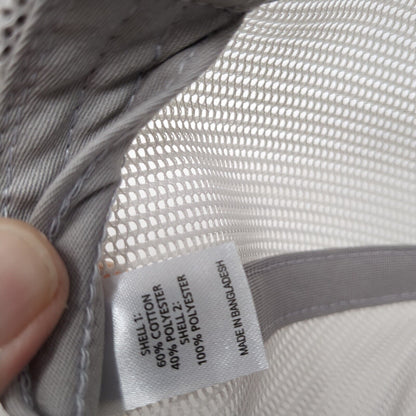 SHELL 1:
60% COTTON
40% POLYESTER
SHELL 2:
100% POLYESTER
MADE IN BANGLADESH